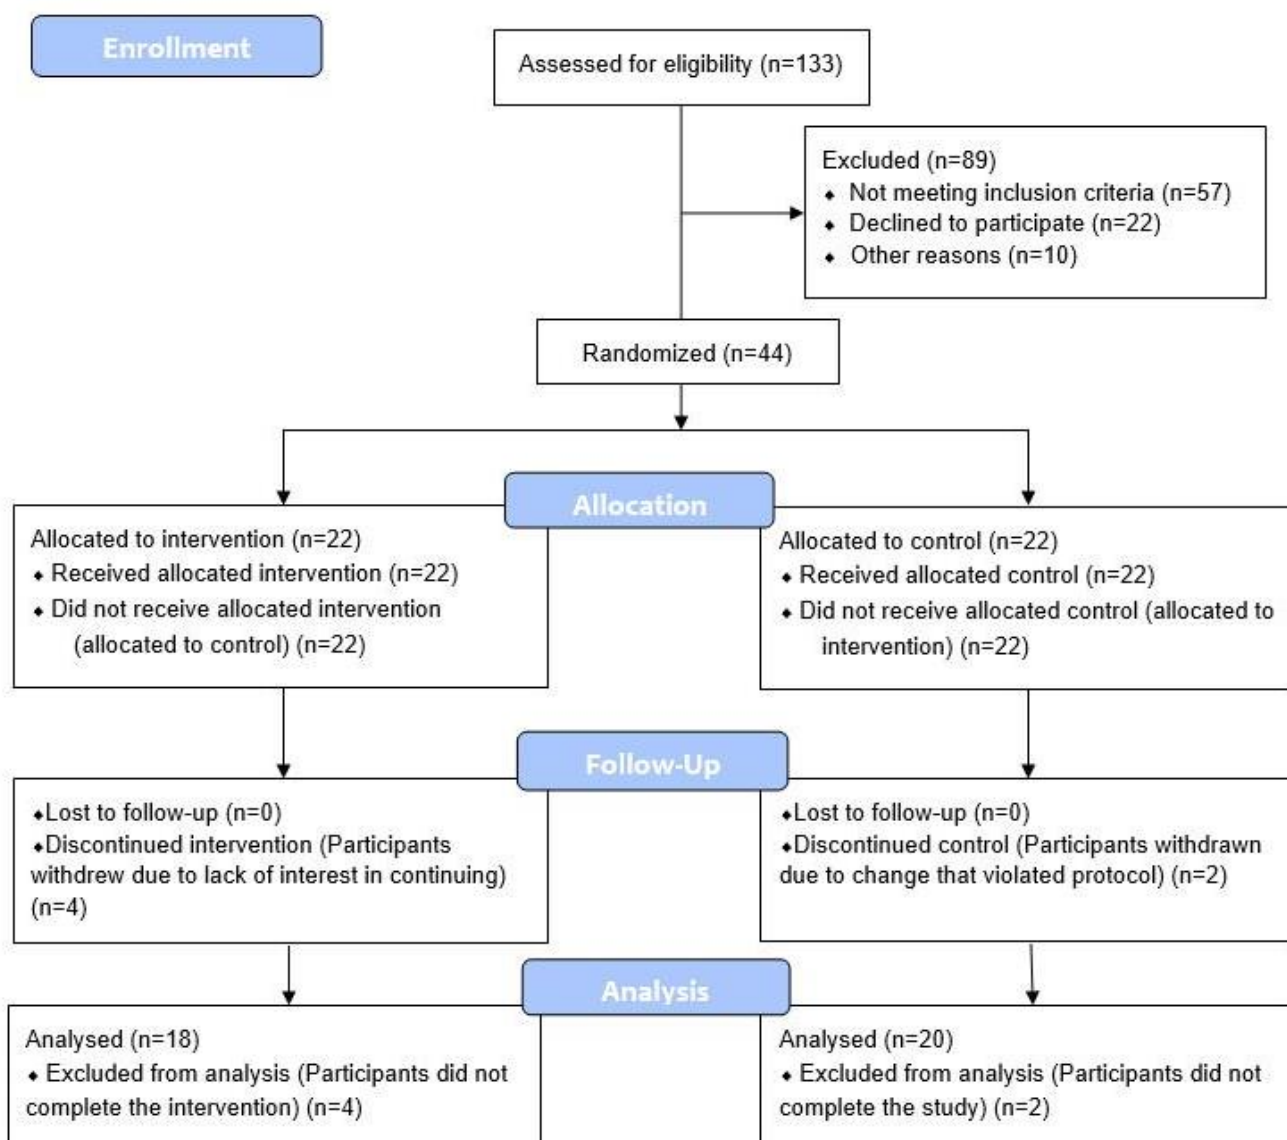 Enrollment
Assessed for eligibility (n=133)
Excluded (n=89)
⬥ Not meeting inclusion criteria (n=57)
⬥ Declined to participate (n=22)
⬥ Other reasons (n=10)
Randomized (n=44)
Allocation
Allocated to intervention (n=22)
⬥ Received allocated intervention (n=22)
⬥ Did not receive allocated intervention
(allocated to control) (n=22)
Allocated to control (n=22)
⬥ Received allocated control (n=22)
⬥ Did not receive allocated control (allocated to
intervention) (n=22)
Follow-Up
⬥Lost to follow-up (n=0)
⬥Discontinued intervention (Participants
withdrew due to lack of interest in continuing)
(n=4)
⬥Lost to follow-up (n=0)
⬥Discontinued control (Participants withdrawn
due to change that violated protocol) (n=2)
Analysis
Analysed (n=18)
⬥ Excluded from analysis (Participants did not
complete the intervention) (n=4)
Analysed (n=20)
⬥ Excluded from analysis (Participants did not
complete the study) (n=2)